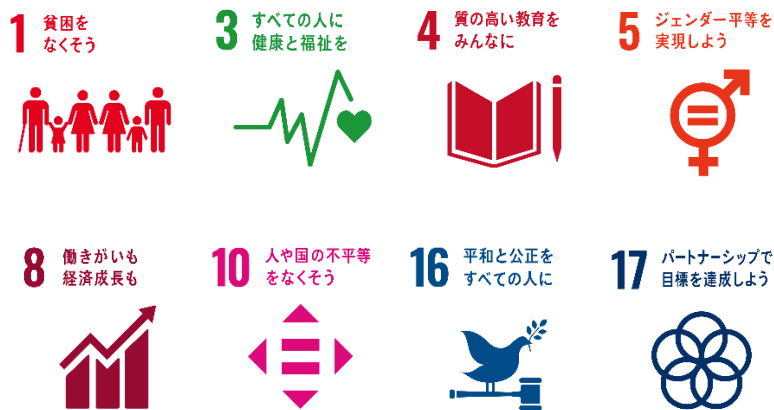 1 貧困を
なくそう
3 すべての人に
健康と福祉を
4 質の高い教育を
みんなに
5 ジェンダー平等を
実現しよう
8 働きがいも
経済成長も
10 人や国の不平等
をなくそう
16 平和と公正を
すべての人に
17 パートナーシップで
目標を達成しよう